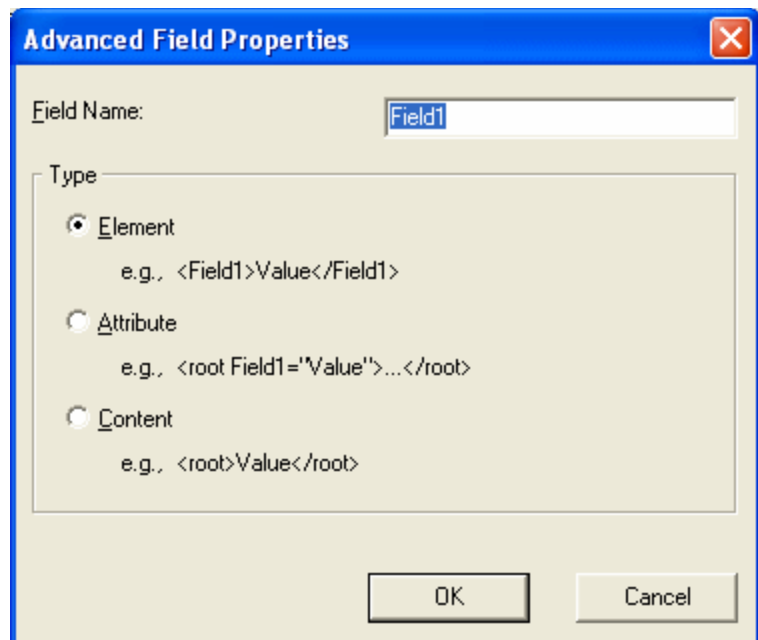 Advanced Field Properties
Field Name: Field1
Type
Element
e.g., <Field1>Value</Field1>
Attribute
e.g., <root Field1="Value">...</root>
Content
e.g., <root>Value</root>
OK Cancel